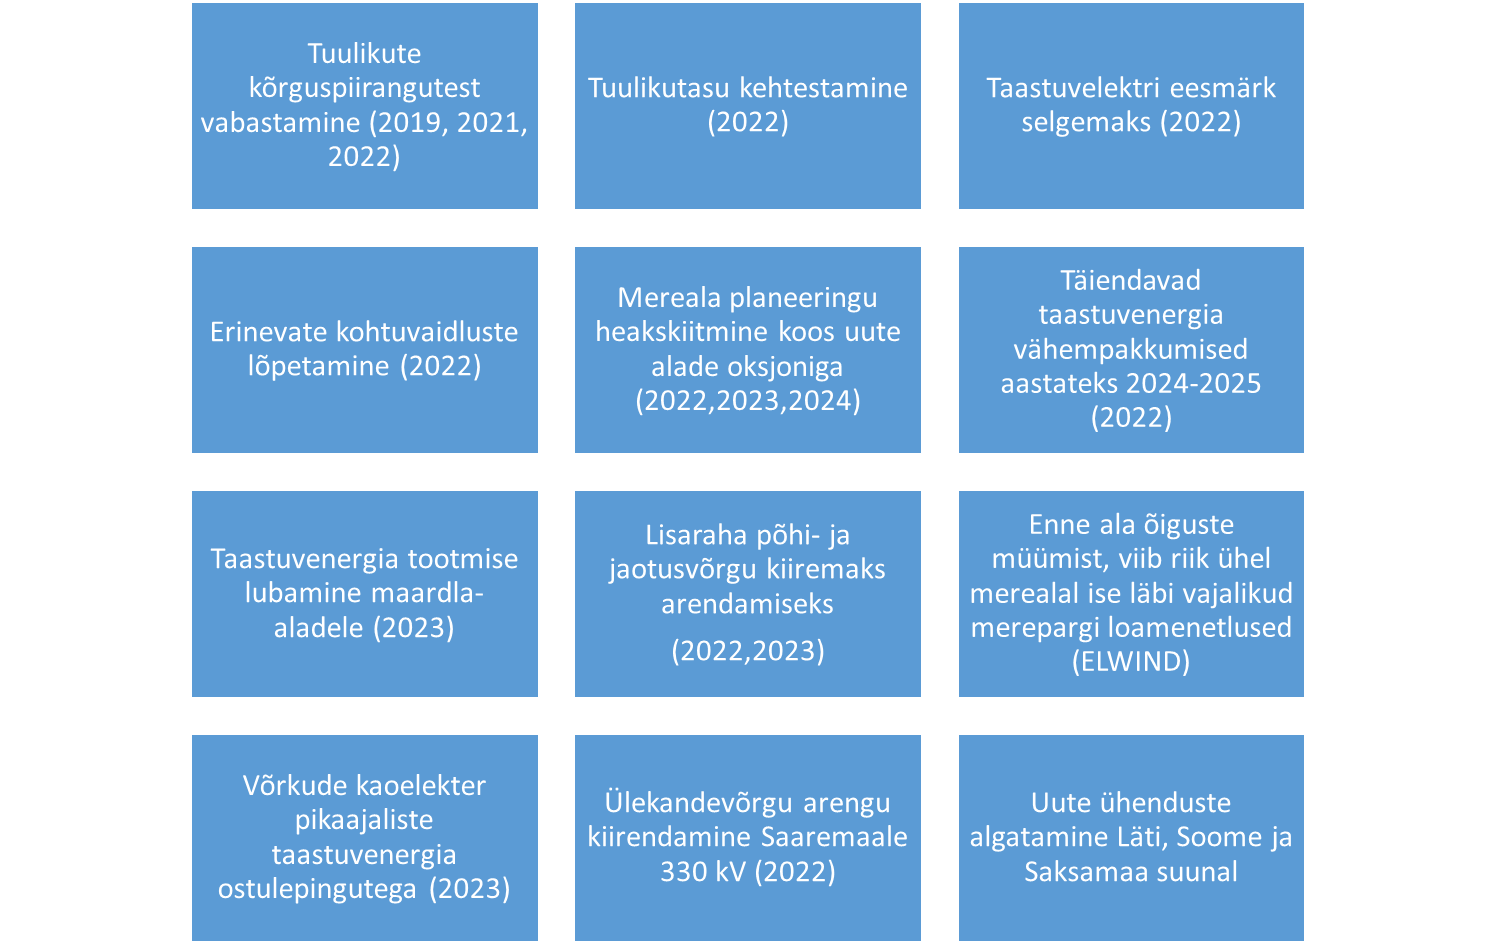 Tuulikute
kõrguspiirangutest
vabastamine (2019, 2021,
2022)
Tuulikutasu kehtestamine
(2022)
Taastuvelektri eesmärk
selgemaks (2022)
Erinevate kohtuvaidluste
lõpetamine (2022)
Mereala planeeringu
heakskiitmine koos uute
alade oksjoniga
(2022,2023,2024)
Täiendavad
taastuvenergia
vähempakkumised
aastateks 2024-2025
(2022)
Taastuvenergia tootmise
lubamine maardla-
aladele (2023)
Lisaraha põhi- ja
jaotusvõrgu kiiremaks
arendamiseks
(2022,2023)
Enne ala õiguste
müümist, viib riik ühel
merealal ise läbi vajalikud
merepargi loamenetlused
(ELWIND)
Võrkude kaoelekter
pikaajaliste
taastuvenergia
ostulepingutega (2023)
Ülekandevõrgu arengu
kiirendamine Saaremaale
330 kV (2022)
Uute ühenduste
algatamine Läti, Soome ja
Saksamaa suunal